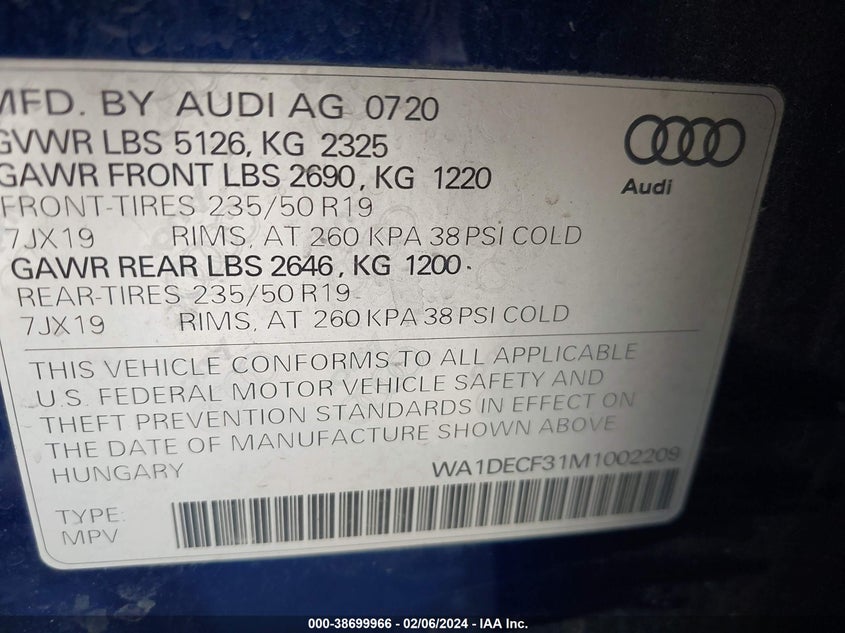 MFD. BY AUDI AG 0720
GVWR LBS 5126, KG 2325
GAWR FRONT LBS 2690, KG 1220
FRONT-TIRES 235/50 R19
7JX19 RIMS, AT 260 KPA 38 PSI COLD
GAWR REAR LBS 2646, KG 1200.
REAR-TIRES 235/50 R19
7JX19 RIMS, AT 260 KPA 38 PSI COLD
Audi
THIS VEHICLE CONFORMS TO ALL APPLICABLE
U.S. FEDERAL MOTOR VEHICLE SAFETY AND
THEFT PREVENTION STANDARDS IN EFFECT ON
THE DATE OF MANUFACTURE SHOWN ABOVE
HUNGARY WA1DECF31M1002209
TYPE:
MPV
000-38699966 - 02/06/2024 - IAA Inc.